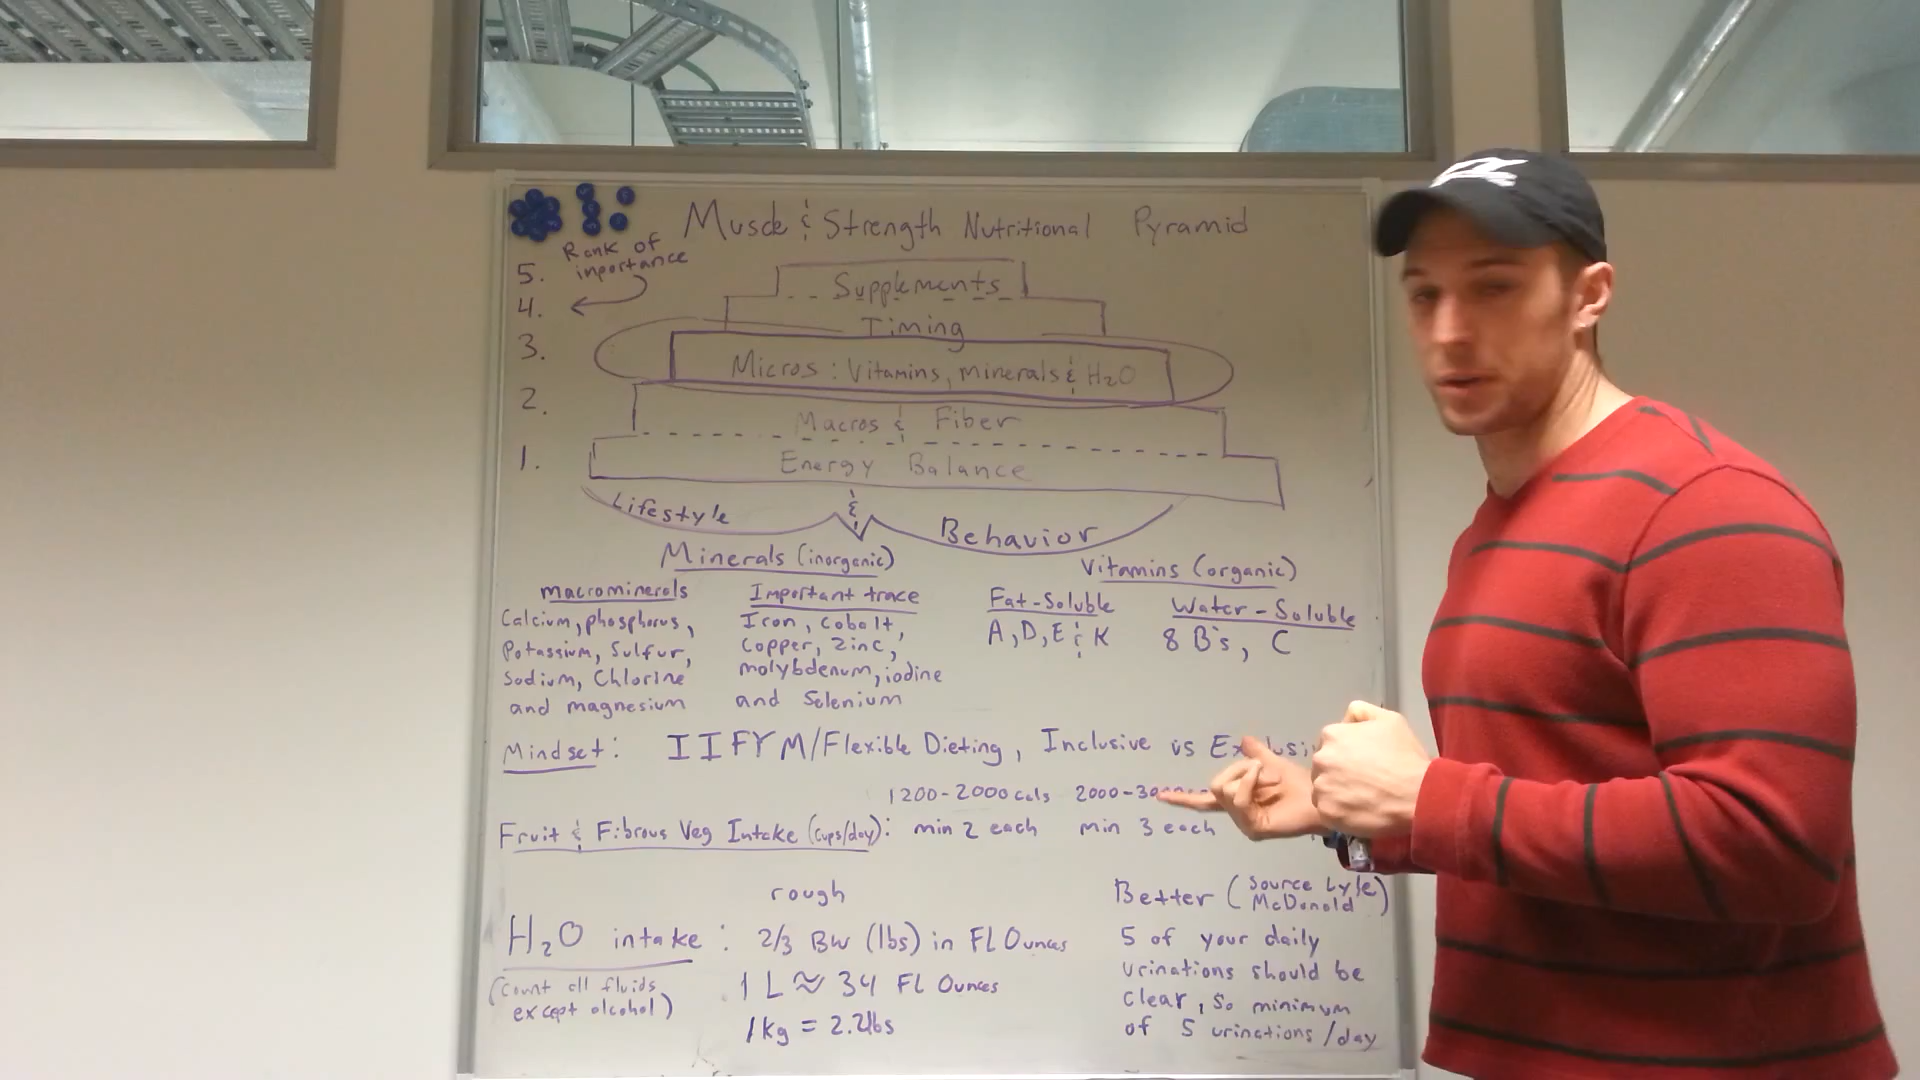 Muscle & Strength Nutritional Pyramid
Rank of
inportance
5.
4.
3.
2.
1.
Supplements
Timing
Micros: Vitamins, minerals & H₂O
Macros & Fiber
Energy Balance
Lifestyle & Behavior
Minerals (inorganic)
macrominerals
Calcium, phosphorus,
Potassium, Sulfur,
Sodium, Chlorine
and magnesium
Important trace
Iron, cobalt,
copper, zinc,
molybdenum, iodine
and Selenium
Vitamins (organic)
Fat-Soluble
A, D, E & K
Water-Soluble
8 B's, C
Mindset: IIFYM/Flexible Dieting, Inclusive vs
1200-2000 cals
Fruit & Fibrous Veg Intake (cups/day): min 2 each min 3 each
rough
H₂O intake: 2/3 BW (lbs) in FL Ounces
(count all fluids
except alcohol)
1 L ≈ 34 FL Ounces
1kg = 2.2lbs
Better (Source Lyle
McDonald)
5 of your daily
urinations should be
clear, so minimum
of 5 urinations/day